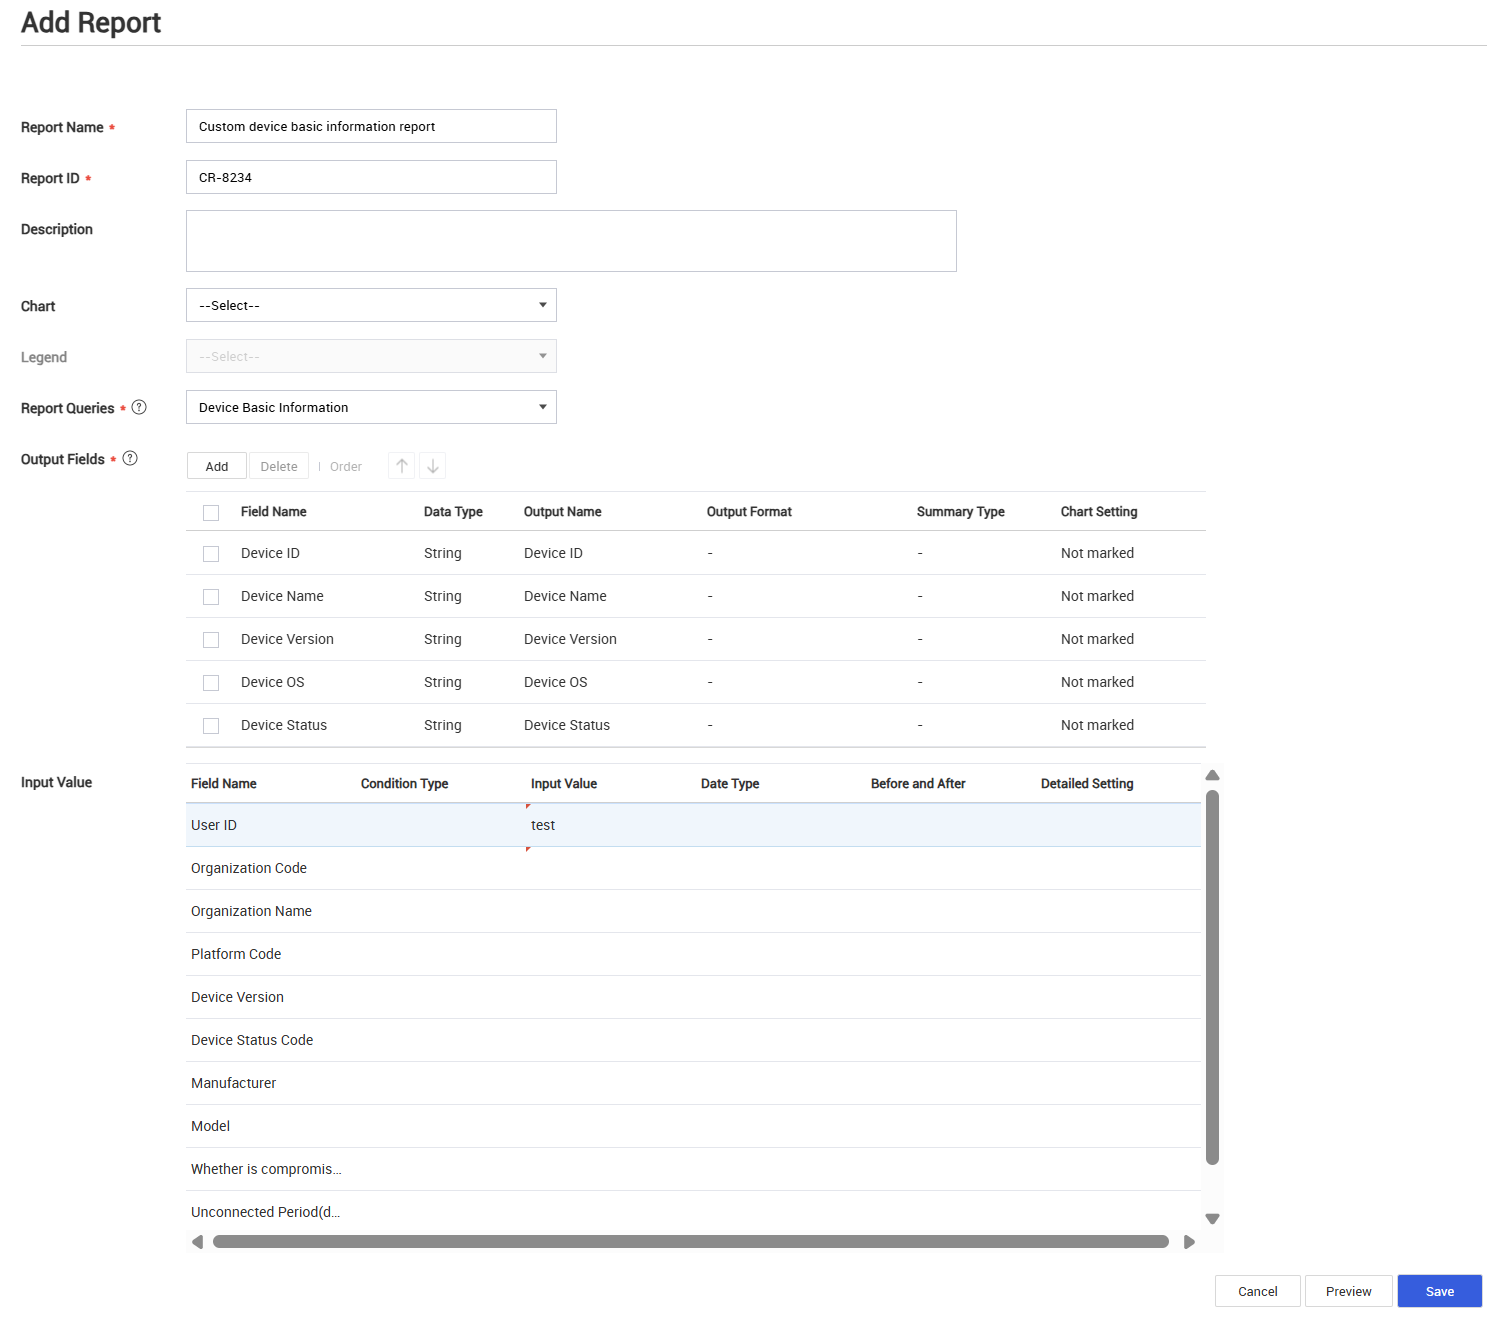 Add Report
Report Name *
Custom device basic information report
Report ID *
CR-8234
Description
Chart
--Select--
Legend
--Select--
Report Queries * ?
Device Basic Information
Output Fields * ?
Add Delete | Order
Field Name Data Type Output Name Output Format Summary Type Chart Setting
Device ID String Device ID - - Not marked
Device Name String Device Name - - Not marked
Device Version String Device Version - - Not marked
Device OS String Device OS - - Not marked
Device Status String Device Status - - Not marked
Input Value
Field Name Condition Type Input Value Date Type Before and After Detailed Setting
User ID test
Organization Code
Organization Name
Platform Code
Device Version
Device Status Code
Manufacturer
Model
Whether is compromis...
Unconnected Period(d...
Cancel Preview Save